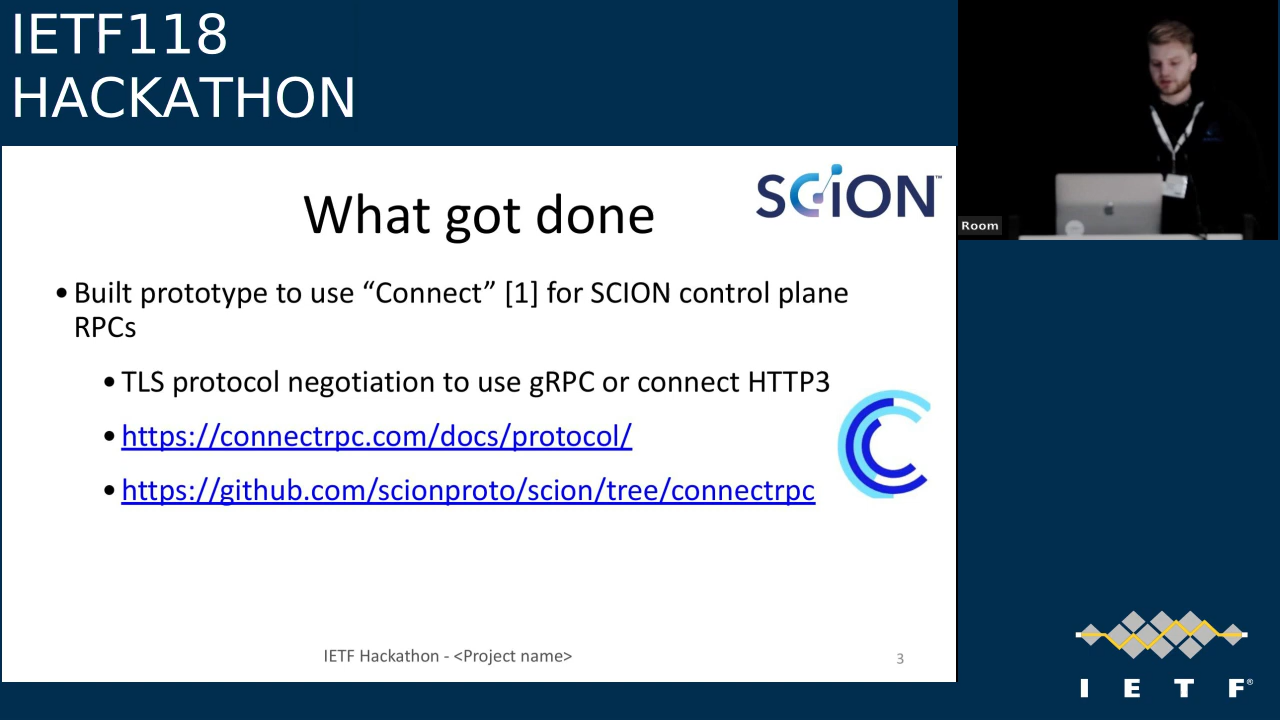 IETF118
HACKATHON
SCION™
What got done
• Built prototype to use “Connect” [1] for SCION control plane
RPCs
• TLS protocol negotiation to use gRPC or connect HTTP3
• https://connectrpc.com/docs/protocol/
• https://github.com/scionproto/scion/tree/connectrpc
IETF Hackathon - <Project name>
3
Room
I E T F®